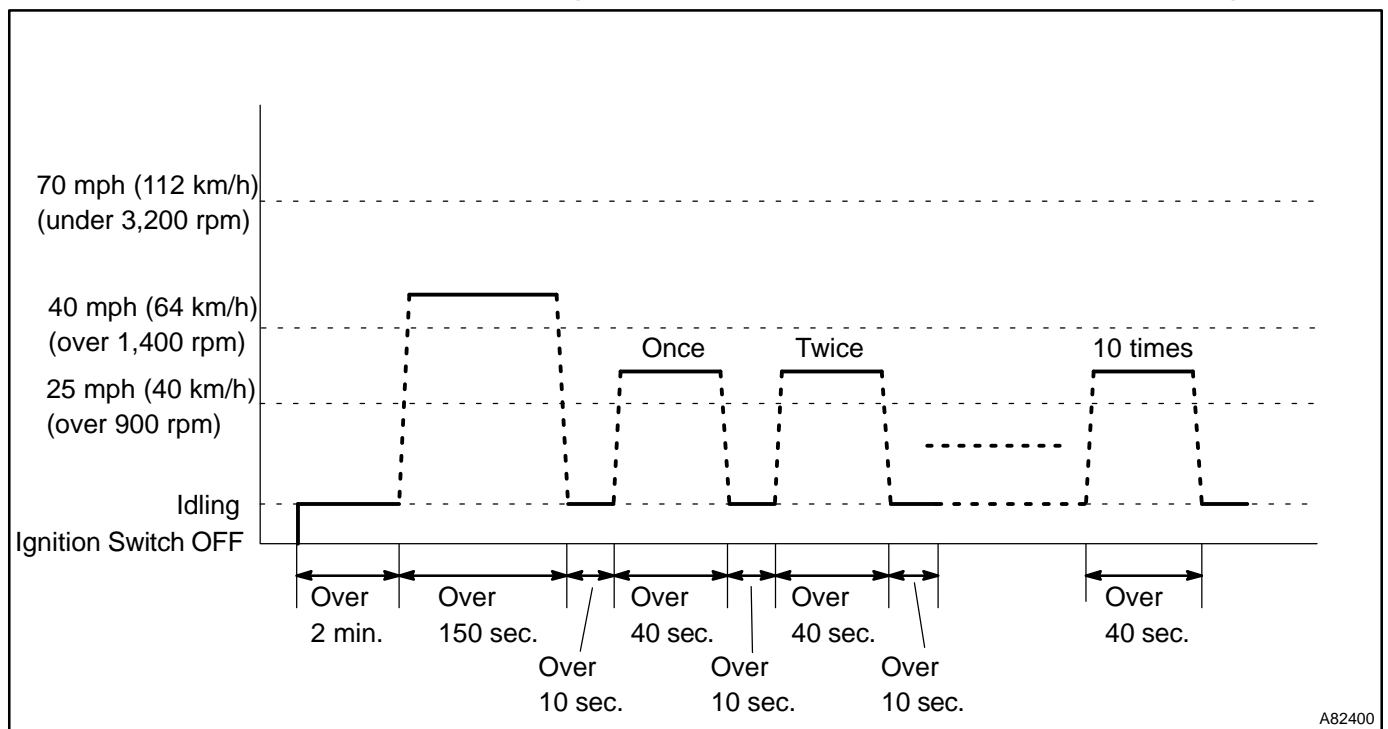 70 mph (112 km/h)
(under 3,200 rpm)
40 mph (64 km/h)
(over 1,400 rpm)
Once
Twice
10 times
25 mph (40 km/h)
(over 900 rpm)
Idling
Ignition Switch OFF
Over
2 min.
Over
150 sec.
Over
10 sec.
Over
40 sec.
Over
10 sec.
Over
40 sec.
Over
10 sec.
Over
40 sec.
A82400